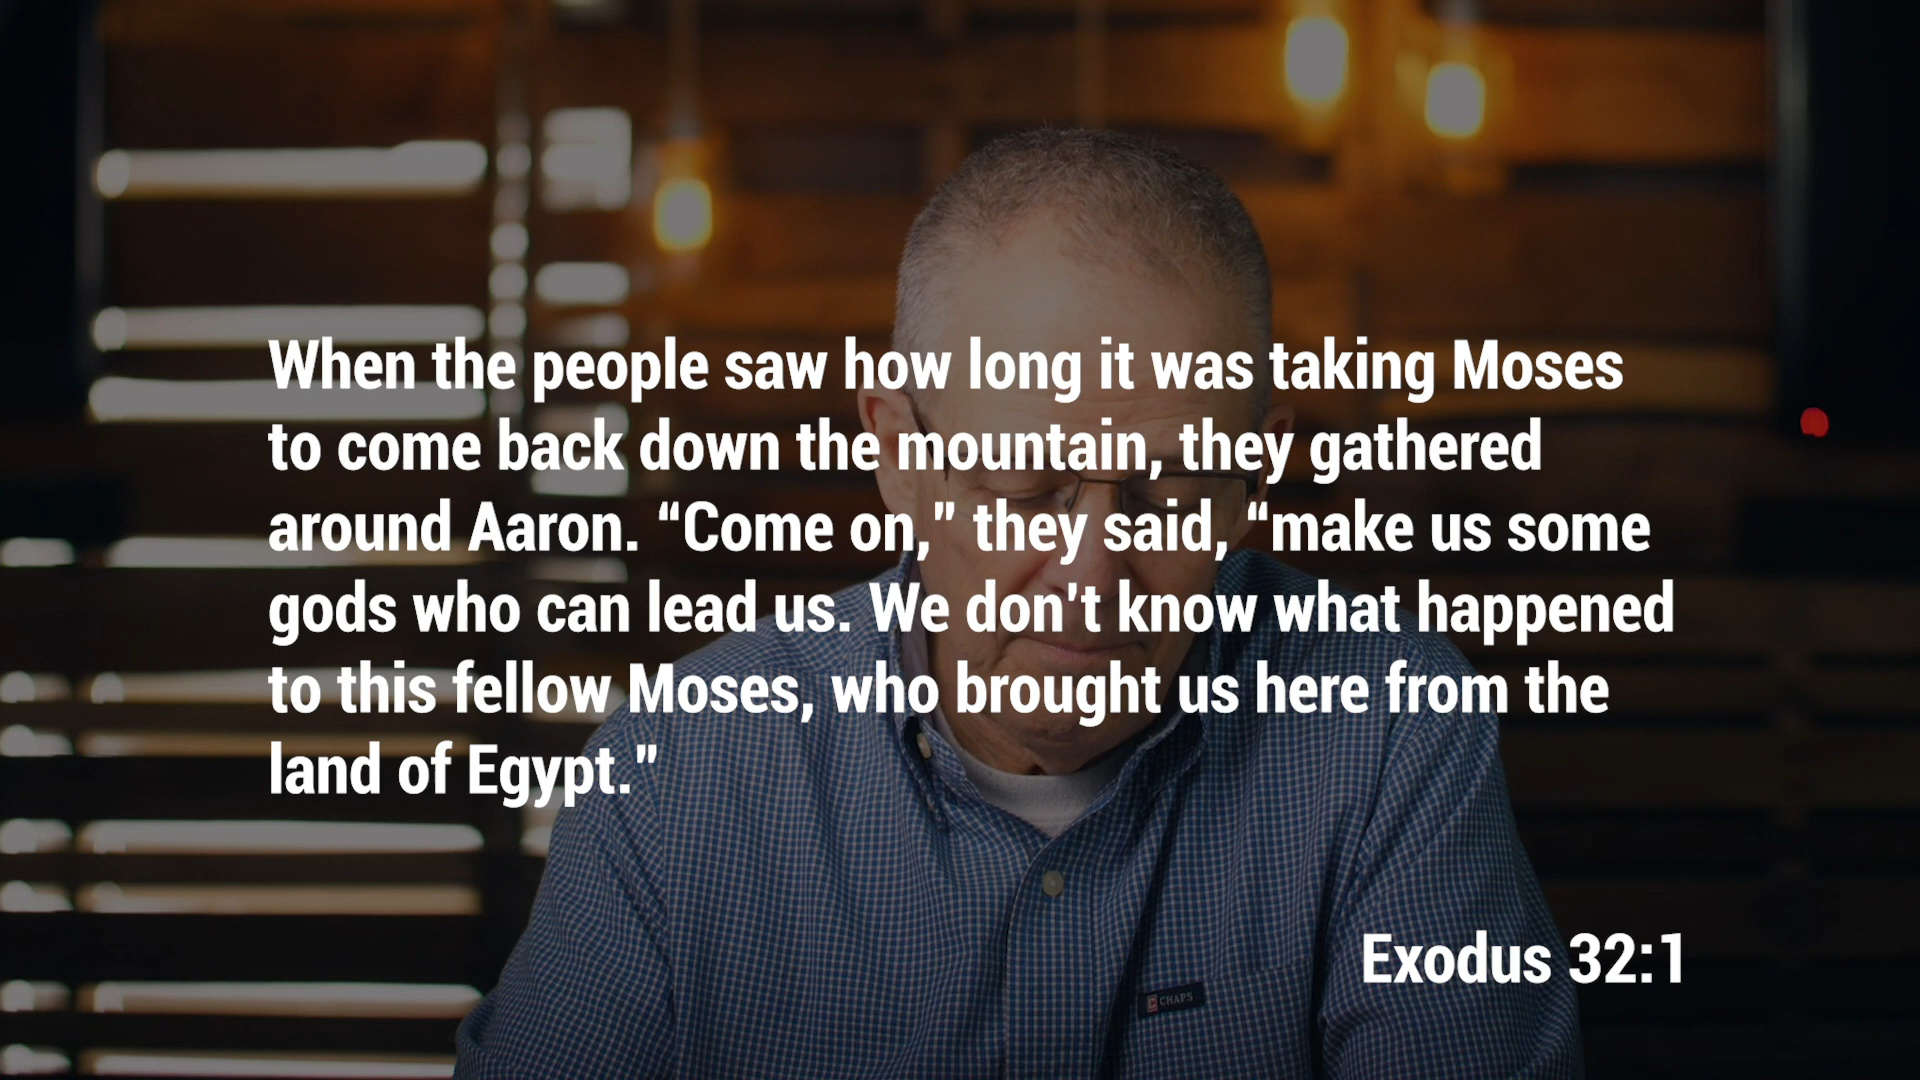 When the people saw how long it was taking Moses
to come back down the mountain, they gathered
around Aaron. “Come on,” they said, “make us some
gods who can lead us. We don’t know what happened
to this fellow Moses, who brought us here from the
land of Egypt.”
Exodus 32:1
C CHAPS